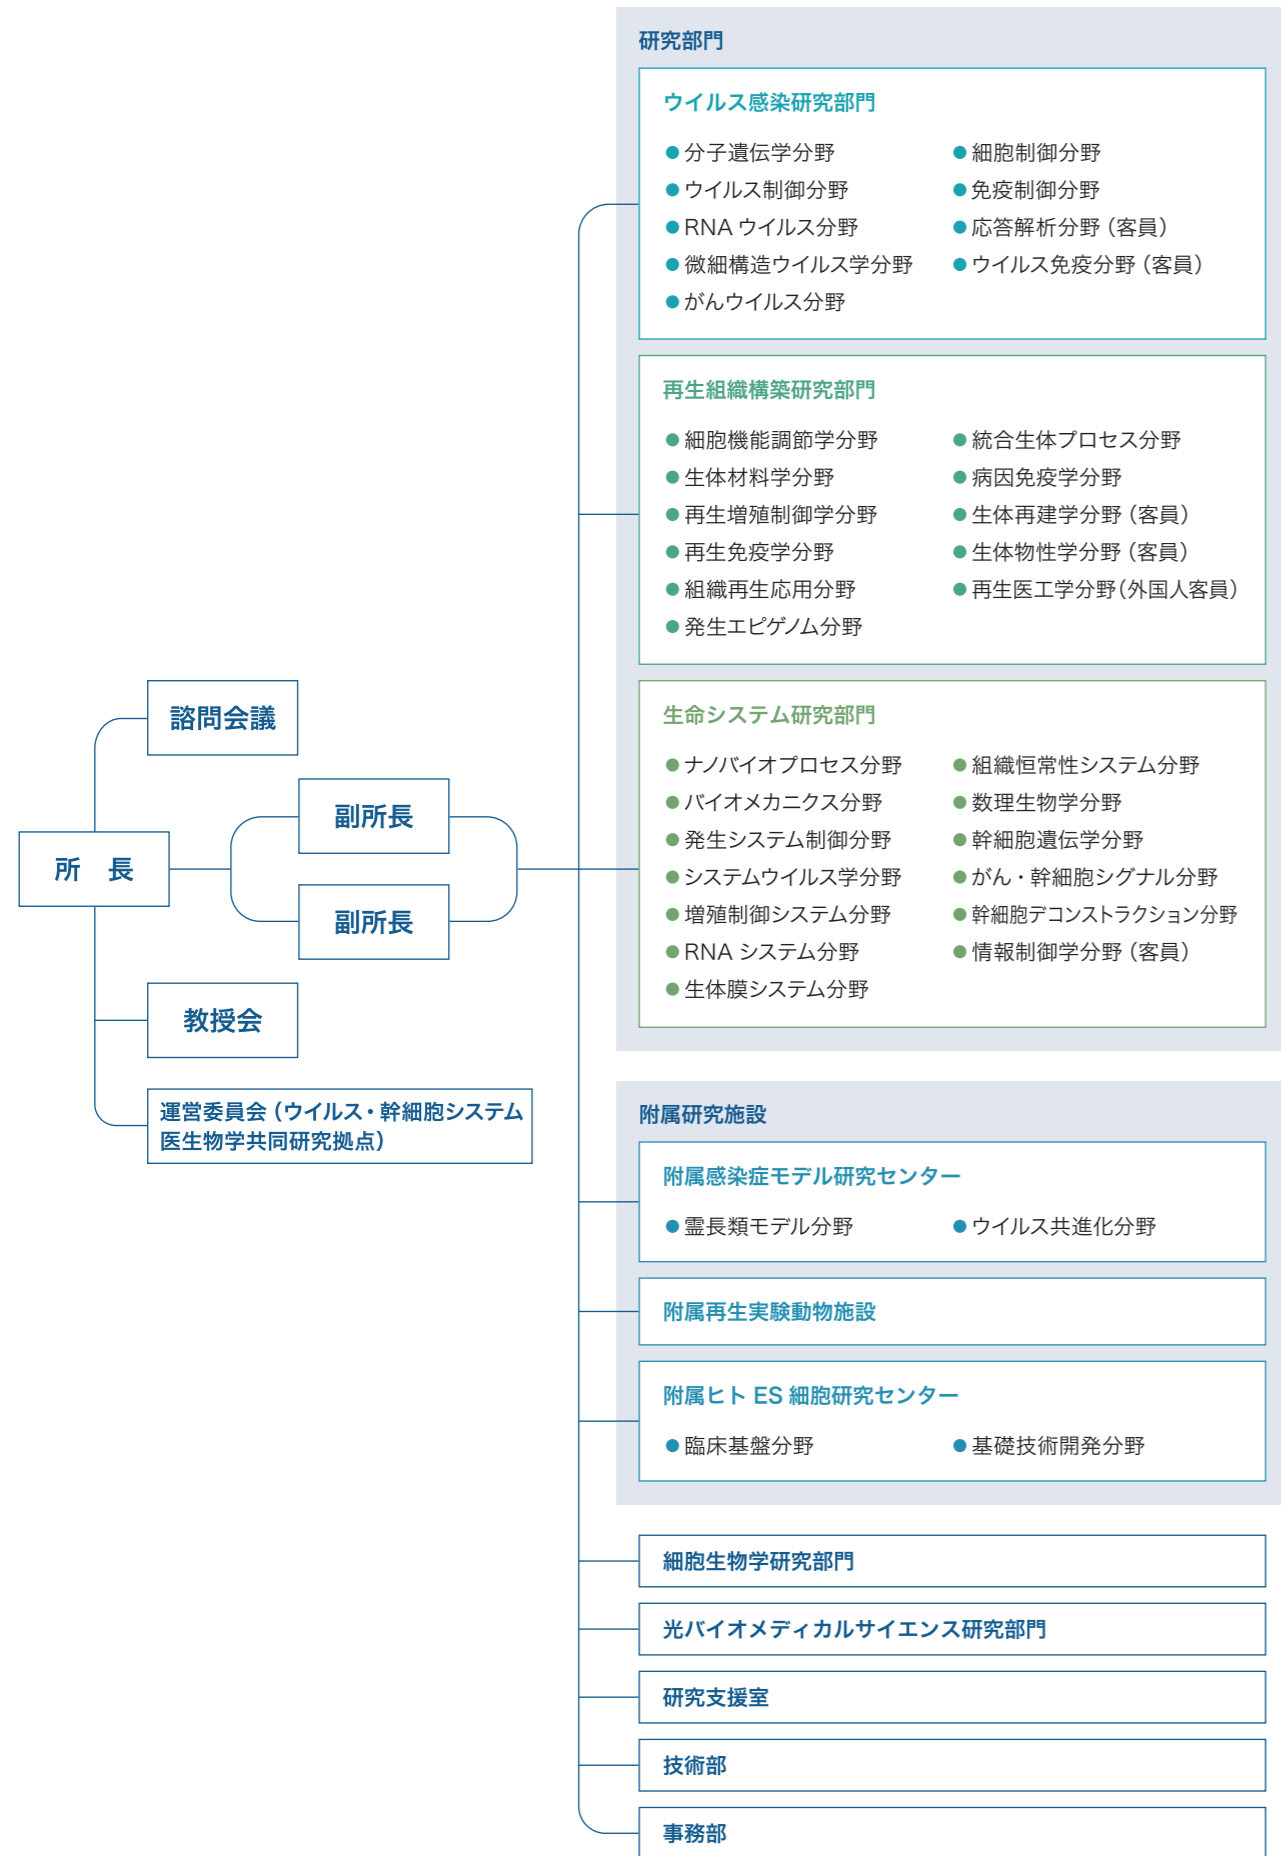 諮問会議
所 長
副所長
副所長
教授会
運営委員会（ウイルス・幹細胞システム
医生物学共同研究拠点）
研究部門
ウイルス感染研究部門
●分子遺伝学分野
●ウイルス制御分野
●RNA ウイルス分野
●微細構造ウイルス学分野
●がんウイルス分野
●細胞制御分野
●免疫制御分野
●応答解析分野（客員）
●ウイルス免疫分野（客員）
再生組織構築研究部門
●細胞機能調節学分野
●生体材料学分野
●再生増殖制御学分野
●再生免疫学分野
●組織再生応用分野
●発生エピゲノム分野
●統合生体プロセス分野
●病因免疫学分野
●生体再建学分野（客員）
●生体物性学分野（客員）
●再生医工学分野（外国人客員）
生命システム研究部門
●ナノバイオプロセス分野
●バイオメカニクス分野
●発生システム制御分野
●システムウイルス学分野
●増殖制御システム分野
●RNA システム分野
●生体膜システム分野
●組織恒常性システム分野
●数理生物学分野
●幹細胞遺伝学分野
●がん・幹細胞シグナル分野
●幹細胞デコンストラクション分野
●情報制御学分野（客員）
附属研究施設
附属感染症モデル研究センター
●霊長類モデル分野
●ウイルス共進化分野
附属再生実験動物施設
附属ヒト ES 細胞研究センター
●臨床基盤分野
●基礎技術開発分野
細胞生物学研究部門
光バイオメディカルサイエンス研究部門
研究支援室
技術部
事務部